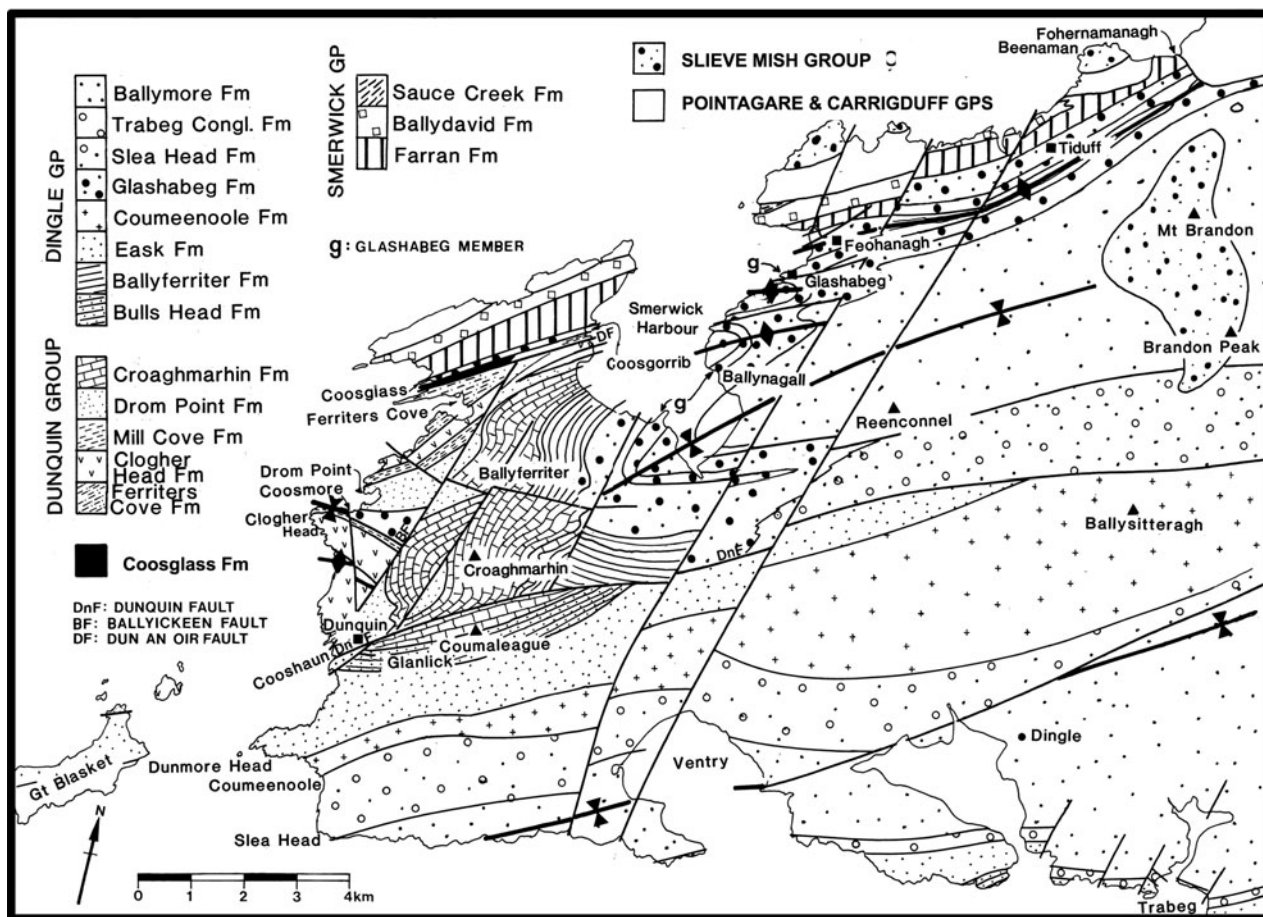 DINGLE GP
Ballymore Fm
Trabeg Congl. Fm
Slea Head Fm
Glashabeg Fm
Coumeenoole Fm
Eask Fm
Ballyferriter Fm
Bulls Head Fm
DUNQUIN GROUP
Croaghmarhin Fm
Drom Point Fm
Mill Cove Fm
Clogher
Head Fm
Ferriters
Cove Fm
Coosglass Fm
DnF: DUNQUIN FAULT
BF: BALLYICKEEN FAULT
DF: DUN AN OIR FAULT
SMERWICK GP
Sauce Creek Fm
Ballydavid Fm
Farran Fm
g: GLASHABEG MEMBER
SLIEVE MISH GROUP
POINTAGARE & CARRIGDUFF GPS
Fohernamanagh
Beenaman
Tiduff
Mt Brandon
Feohanagh
g
Glashabeg
Smerwick
Harbour
Brandon Peak
DF
Coosgorrib
Ballynagall
Coosglass
Ferriters Cove
g
Reenconnel
Drom Point
Ballyferriter
Coosmore
Clogher
Head
BF
Ballysitteragh
DnF
Croaghmarhin
Dunquin
Coumaleague
Cooshaun
DnF
Glanlick
Dingle
Ventry
Gt Blasket
Dunmore Head
Coumeenoole
N
Slea Head
0 1 2 3 4km
Trabeg